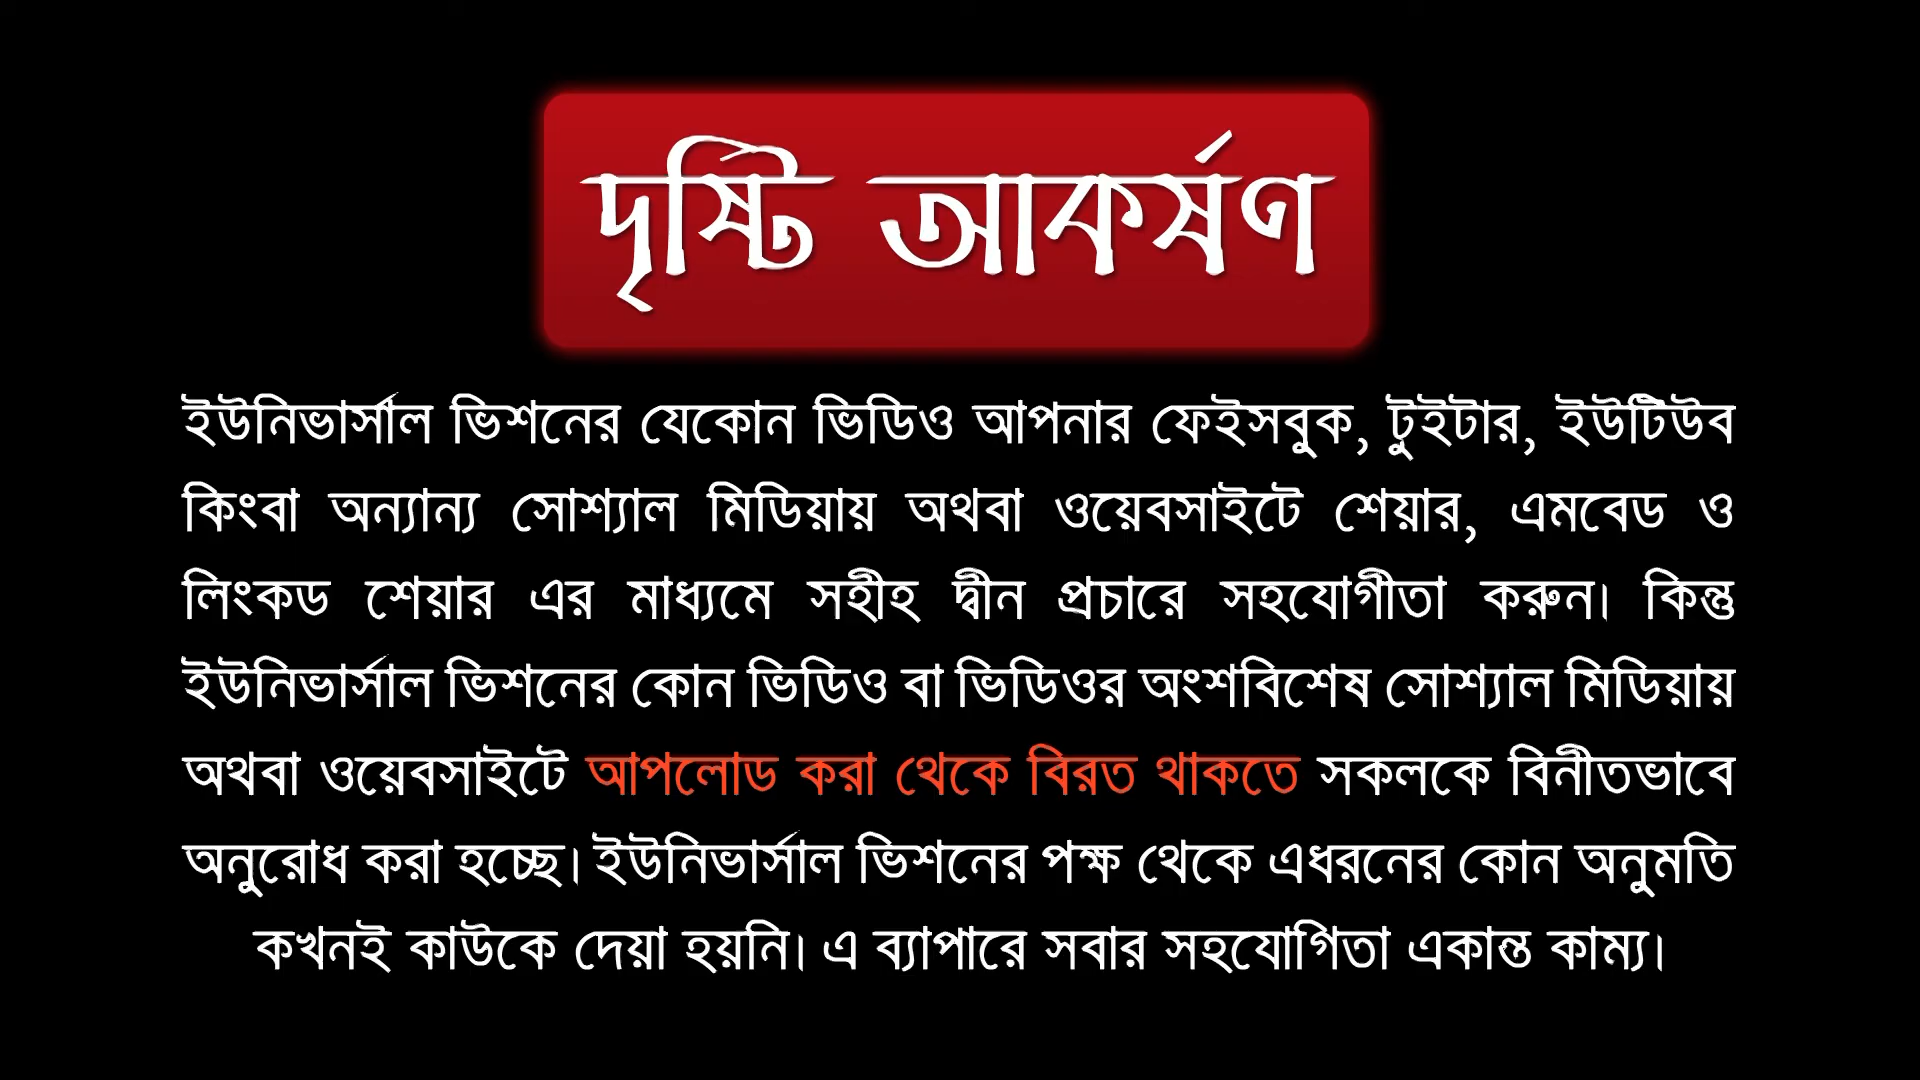 দৃষ্টি আকর্ষণ
ইউনিভার্সাল ভিশনের যেকোন ভিডিও আপনার ফেইসবুক, টুইটার, ইউটিউব
কিংবা অন্যান্য সোশ্যাল মিডিয়ায় অথবা ওয়েবসাইটে শেয়ার, এমবেড ও
লিংকড শেয়ার এর মাধ্যমে সহীহ দ্বীন প্রচারে সহযোগীতা করুন। কিন্তু
ইউনিভার্সাল ভিশনের কোন ভিডিও বা ভিডিওর অংশবিশেষ সোশ্যাল মিডিয়ায়
অথবা ওয়েবসাইটে আপলোড করা থেকে বিরত থাকতে সকলকে বিনীতভাবে
অনুরোধ করা হচ্ছে। ইউনিভার্সাল ভিশনের পক্ষ থেকে এধরনের কোন অনুমতি
কখনই কাউকে দেয়া হয়নি। এ ব্যাপারে সবার সহযোগিতা একান্ত কাম্য।